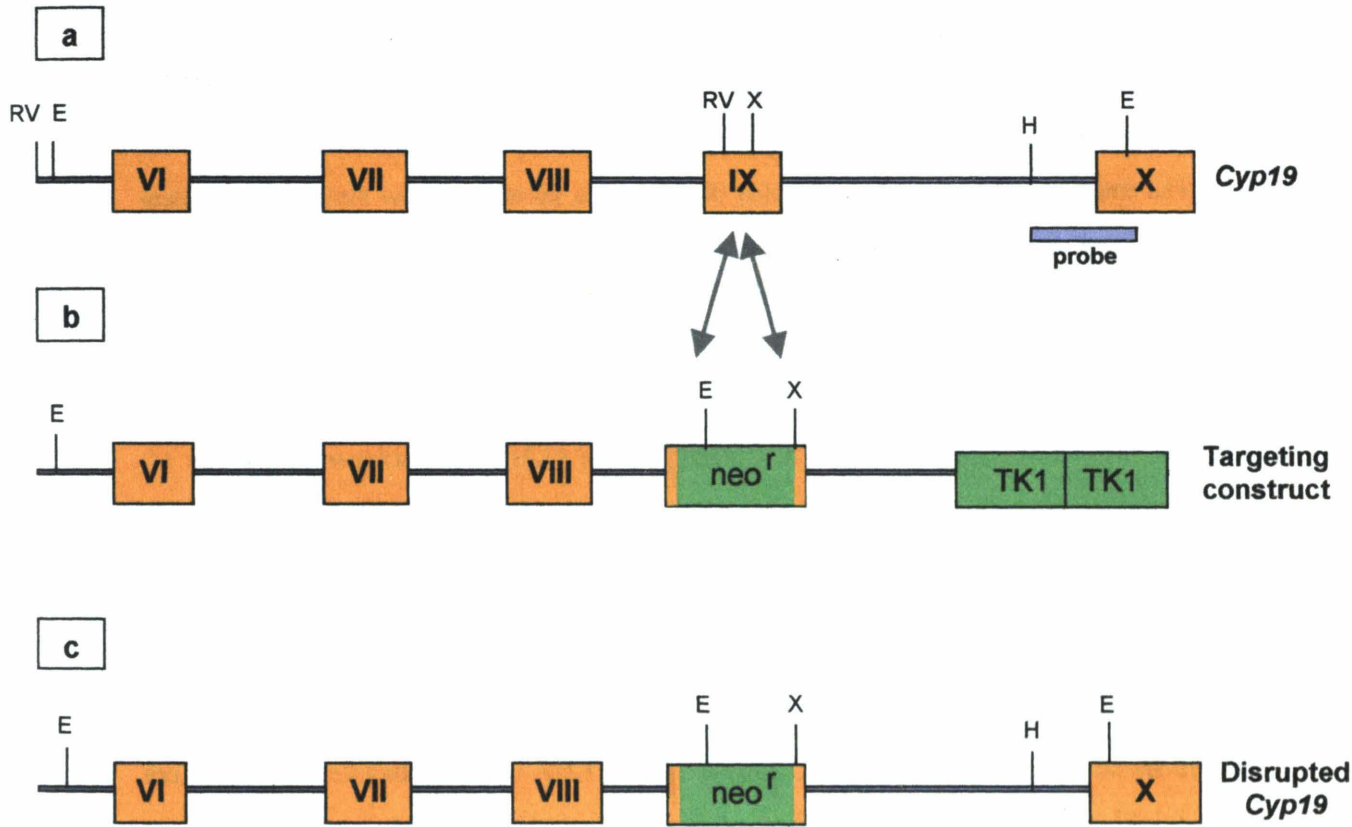 a
RV E
RV X
H
E
VI
VII
VIII
IX
X
Cyp19
probe
b
E
E
X
VI
VII
VIII
neo^r
TK1
TK1
Targeting
construct
c
E
E
X
H
E
VI
VII
VIII
neo^r
X
Disrupted
Cyp19